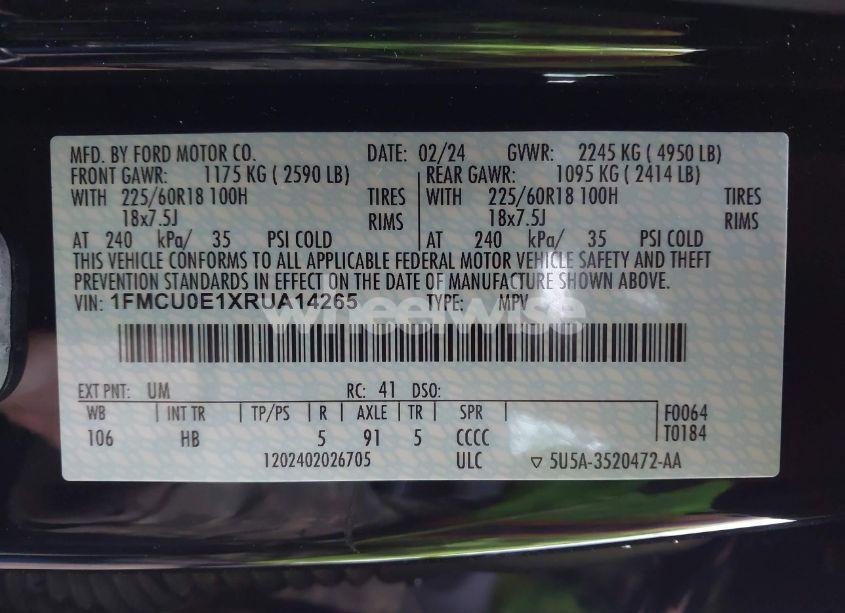 MFD. BY FORD MOTOR CO. DATE: 02/24 GVWR: 2245 KG ( 4950 LB)
FRONT GAWR: 1175 KG ( 2590 LB) REAR GAWR: 1095 KG ( 2414 LB)
WITH 225/60R18 100H TIRES WITH 225/60R18 100H TIRES
18x7.5J RIMS 18x7.5J RIMS
AT 240 kPa/ 35 PSI COLD AT 240 kPa/ 35 PSI COLD
THIS VEHICLE CONFORMS TO ALL APPLICABLE FEDERAL MOTOR VEHICLE SAFETY AND THEFT
PREVENTION STANDARDS IN EFFECT ON THE DATE OF MANUFACTURE SHOWN ABOVE.
VIN: 1FMCU0E1XRUA14265 TYPE: MPV
wheelwise
EXT PNT: UM RC: 41 DSO:
WB INT TR TP/PS R AXLE TR SPR F0064
106 HB 5 91 5 CCCC T0184
1202402026705 ULC ▽ 5U5A-3520472-AA